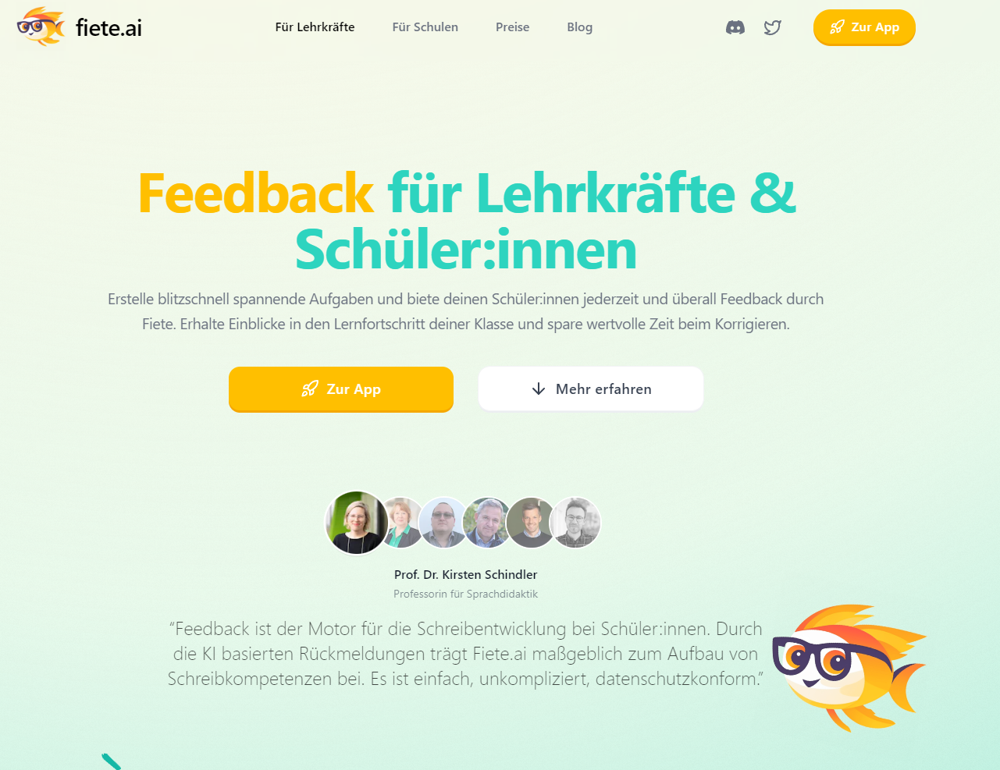 fiete.ai
Für Lehrkräfte
Für Schulen
Preise
Blog
Zur App
Feedback für Lehrkräfte &
Schüler:innen
Erstelle blitzschnell spannende Aufgaben und biete deinen Schüler:innen jederzeit und überall Feedback durch
Fiete. Erhalte Einblicke in den Lernfortschritt deiner Klasse und spare wertvolle Zeit beim Korrigieren.
Zur App
Mehr erfahren
Prof. Dr. Kirsten Schindler
Professorin für Sprachdidaktik
“Feedback ist der Motor für die Schreibentwicklung bei Schüler:innen. Durch
die KI basierten Rückmeldungen trägt Fiete.ai maßgeblich zum Aufbau von
Schreibkompetenzen bei. Es ist einfach, unkompliziert, datenschutzkonform.”